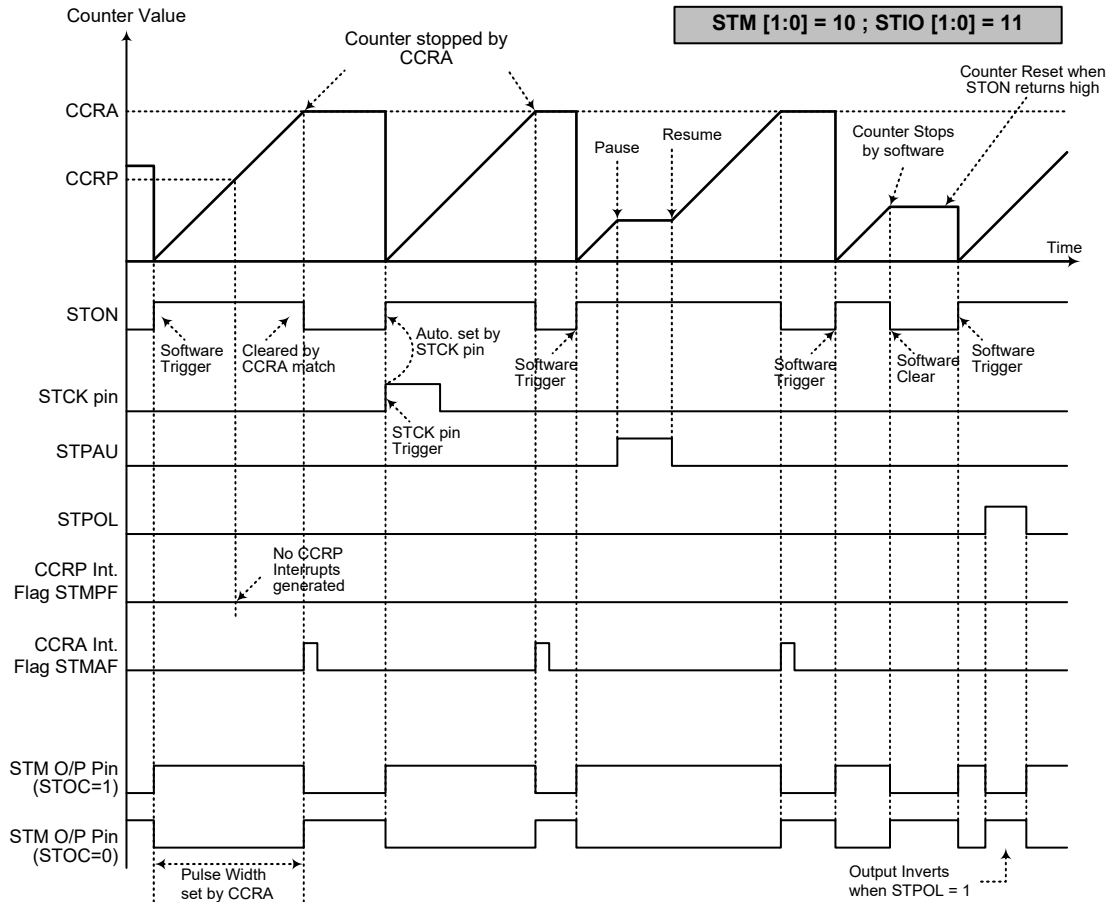 Counter Value
STM [1:0] = 10 ; STIO [1:0] = 11
Counter stopped by
CCRA
Counter Reset when
STON returns high
CCRA
Pause
Resume
Counter Stops
by software
CCRP
Time
STON
Software
Trigger
Cleared by
CCRA match
Auto. set by
STCK pin
Software
Trigger
Software
Trigger
Software
Clear
Software
Trigger
STCK pin
STCK pin
Trigger
STPAU
STPOL
No CCRP
Interrupts
generated
CCRP Int.
Flag STMPF
CCRA Int.
Flag STMAF
STM O/P Pin
(STOC=1)
STM O/P Pin
(STOC=0)
Pulse Width
set by CCRA
Output Inverts
when STPOL = 1